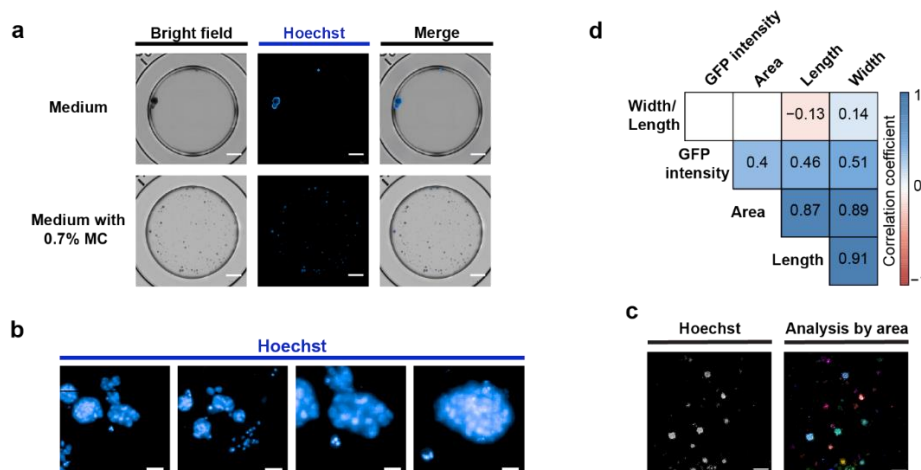 a
Bright field
Hoechst
Merge
Medium
Medium with
0.7% MC
b
Hoechst
d
GFP intensity
Area
Length
Width
Width/
Length
−0.13
0.14
GFP
intensity
0.4
0.46
0.51
Area
0.87
0.89
Length
0.91
1
0
Correlation coefficient
c
Hoechst
Analysis by area